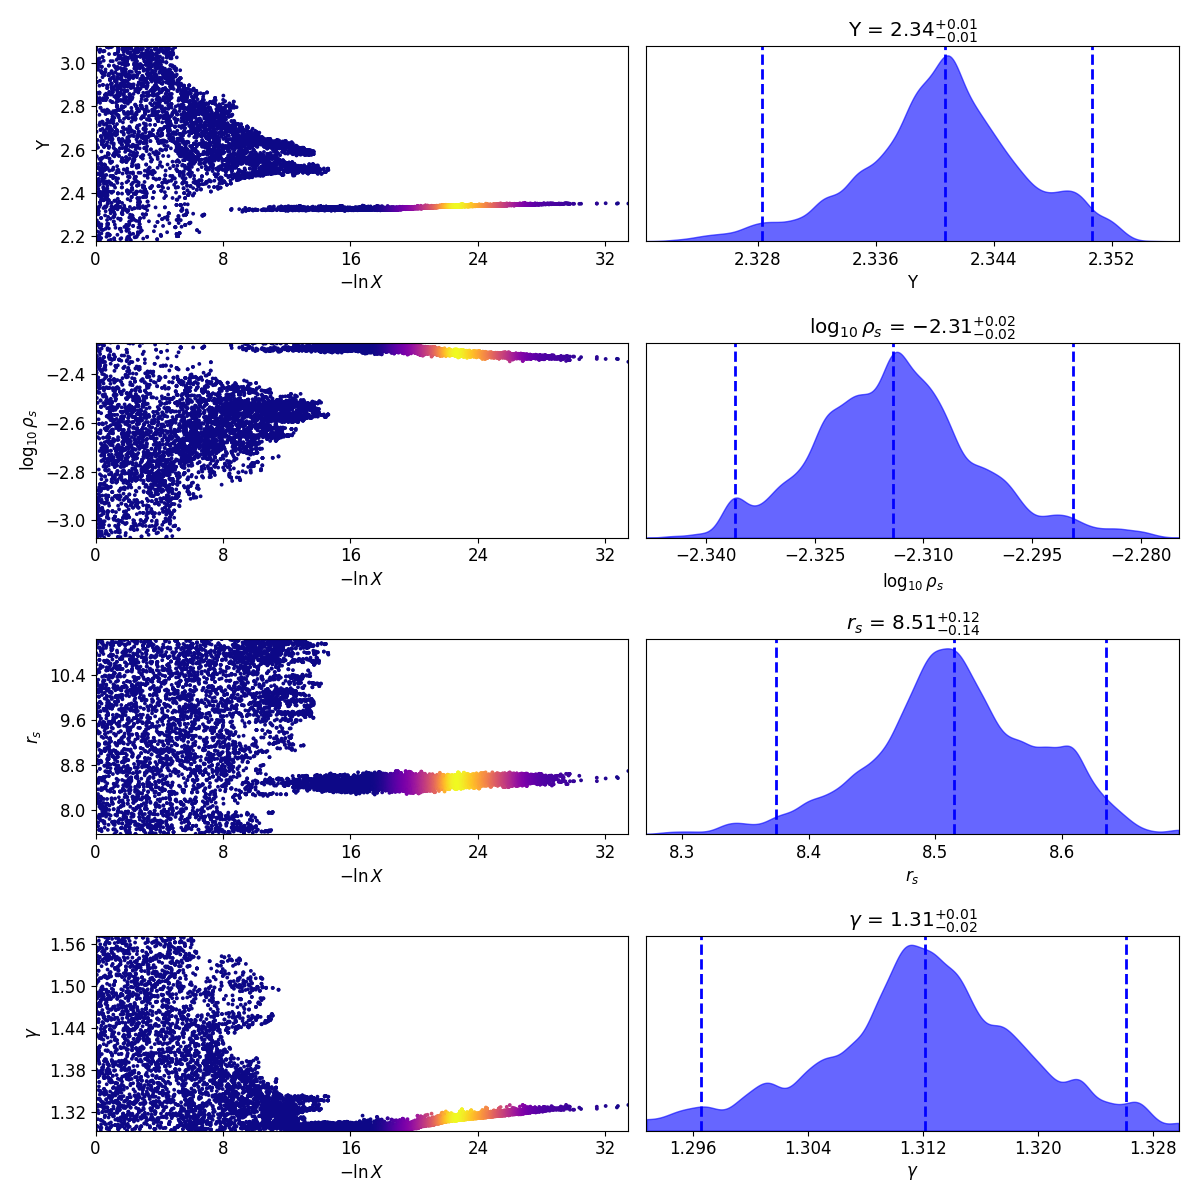 Y = 2.34^{+0.01}_{-0.01}
3.0
2.8
2.6
2.4
2.2
Y
0 8 16 24 32
−ln X
2.328 2.336 2.344 2.352
Y
log₁₀ ρₛ = −2.31^{+0.02}_{-0.02}
−2.4
−2.6
−2.8
−3.0
log₁₀ ρₛ
0 8 16 24 32
−ln X
−2.340 −2.325 −2.310 −2.295 −2.280
log₁₀ ρₛ
rₛ = 8.51^{+0.12}_{-0.14}
10.4
9.6
8.8
8.0
rₛ
0 8 16 24 32
−ln X
8.3 8.4 8.5 8.6
rₛ
γ = 1.31^{+0.01}_{-0.02}
1.56
1.50
1.44
1.38
1.32
γ
0 8 16 24 32
−ln X
1.296 1.304 1.312 1.320 1.328
γ